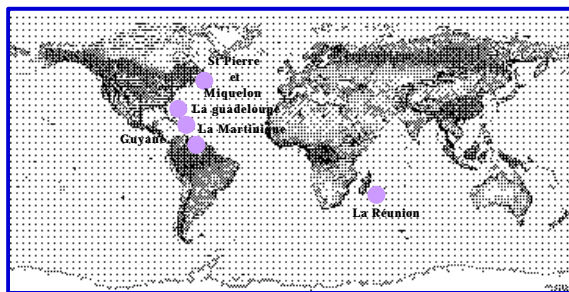 St Pierre
et
Miquelon
La guadeloupe
La Martinique
Guyane
La Réunion